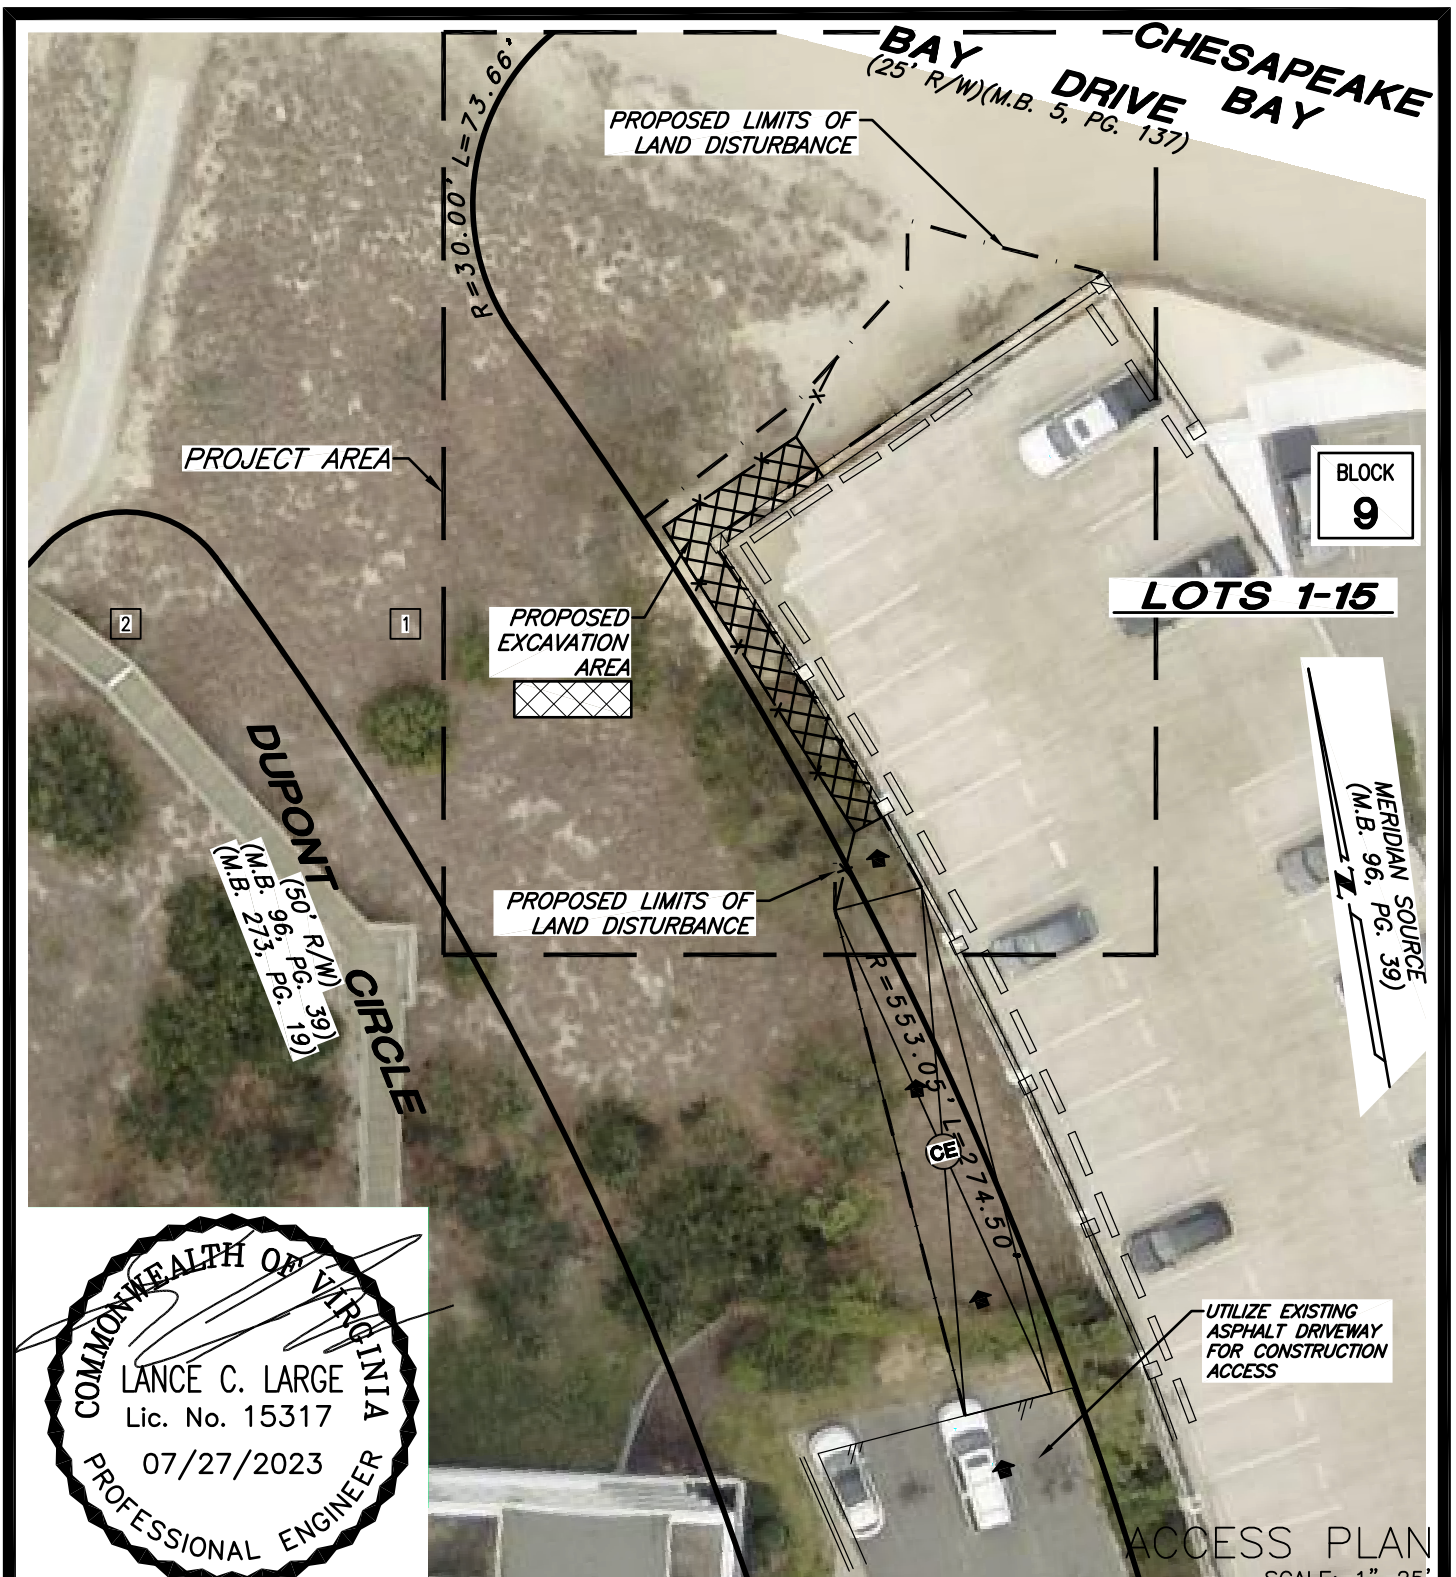 BAY DRIVE
(25' R/W)(M.B. 5, PG. 137)
CHESAPEAKE
BAY
R=30.00' L=73.66'
PROPOSED LIMITS OF
LAND DISTURBANCE
PROJECT AREA
BLOCK
9
LOTS 1-15
2
1
PROPOSED
EXCAVATION
AREA
DUPONT CIRCLE
(50' R/W)
(M.B. 96, PG. 39)
(M.B. 273, PG. 19)
MERIDIAN SOURCE
(M.B. 96, PG. 39)
N
PROPOSED LIMITS OF
LAND DISTURBANCE
R=553.05' L=274.50'
CE
UTILIZE EXISTING
ASPHALT DRIVEWAY
FOR CONSTRUCTION
ACCESS
COMMONWEALTH OF VIRGINIA
LANCE C. LARGE
Lic. No. 15317
07/27/2023
PROFESSIONAL ENGINEER
ACCESS PLAN
SCALE: 1" 25'